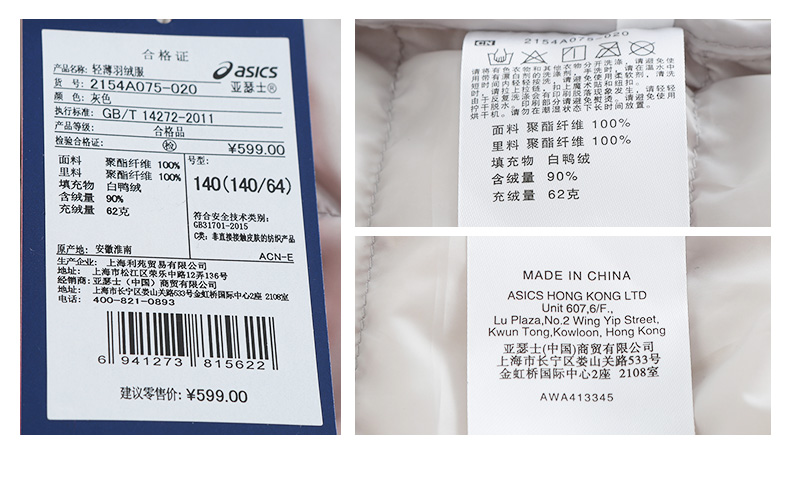 合格证
产品名称: 轻薄羽绒服
asics
亚瑟士®
货 号: 2154A075-020
颜 色: 灰色
执行标准: GB/T 14272-2011
产品等级: 合格品
检验合格证: 检 ¥599.00
面料 聚酯纤维 100%
里料 聚酯纤维 100%
填充物 白鸭绒
含绒量 90%
充绒量 62克
号型:
140(140/64)
符合安全技术类别:
GB31701-2015
C类: 非直接接触皮肤的纺织产品
原产地: 安徽淮南
ACN-E
生产企业: 上海利苑贸易有限公司
地址: 上海市松江区荣乐中路12弄136号
经销商: 亚瑟士（中国）商贸有限公司
地址: 上海市长宁区娄山关路533号金虹桥国际中心2座 2108室
电话: 400-821-0893
6 941273 815622
建议零售价: ¥599.00
CN 2154A075-020
面料 聚酯纤维 100%
里料 聚酯纤维 100%
填充物 白鸭绒
含绒量 90%
充绒量 62克
MADE IN CHINA
ASICS HONG KONG LTD
Unit 607,6/F.,
Lu Plaza,No.2 Wing Yip Street,
Kwun Tong,Kowloon, Hong Kong
亚瑟士(中国)商贸有限公司
上海市长宁区娄山关路533号
金虹桥国际中心2座 2108室
AWA413345